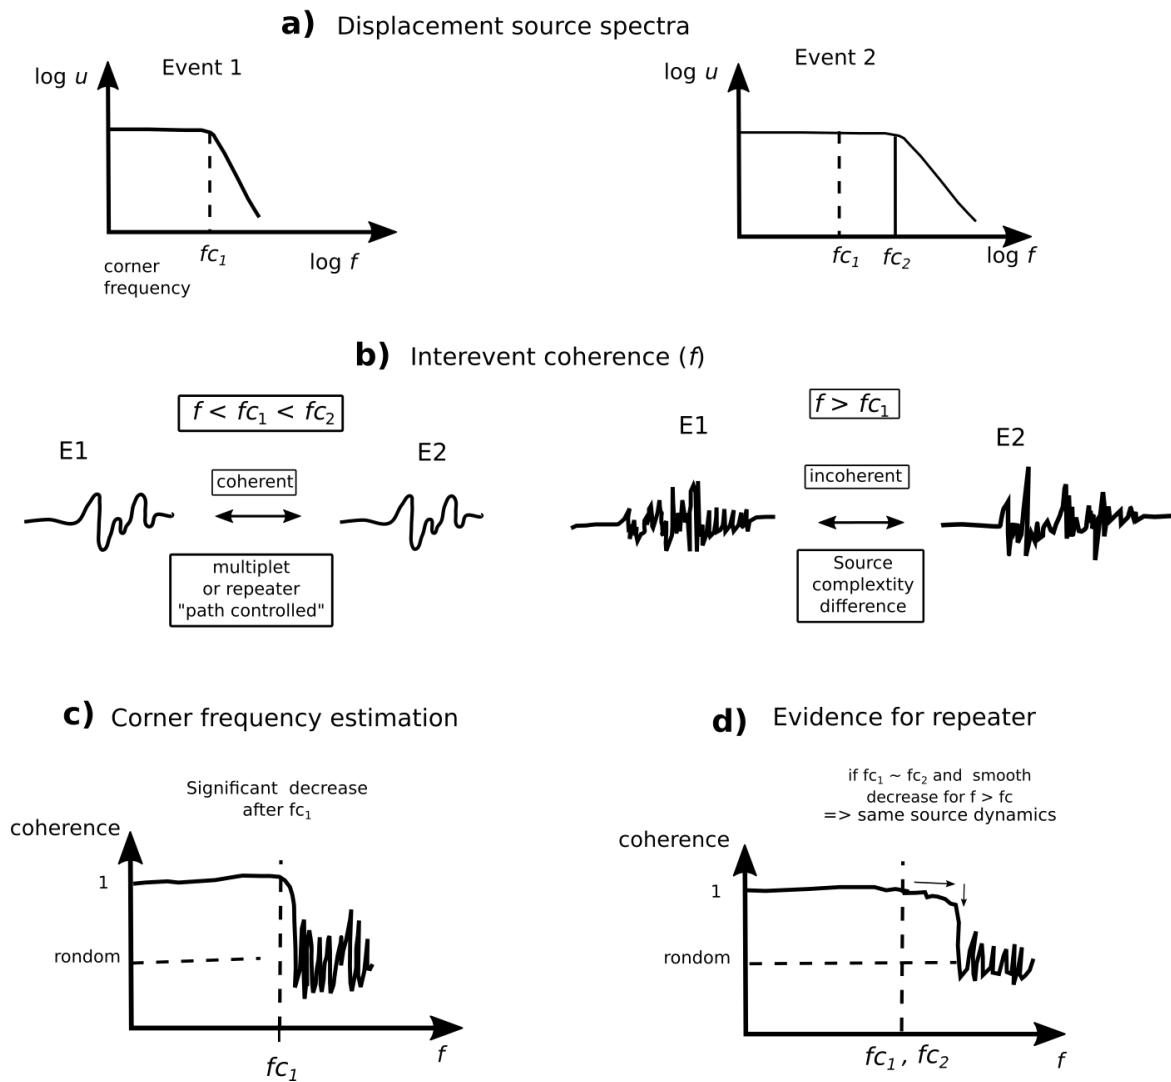 a) Displacement source spectra
Event 1
log u
fc1
log f
corner
frequency
Event 2
log u
fc1
fc2
log f
b) Interevent coherence (f)
f < fc1 < fc2
E1
E2
coherent
multiplet
or repeater
"path controlled"
f > fc1
E1
E2
incoherent
Source
complextity
difference
c) Corner frequency estimation
Significant decrease
after fc1
coherence
1
rondom
fc1
f
d) Evidence for repeater
if fc1 ~ fc2 and smooth
decrease for f > fc
=> same source dynamics
coherence
1
rondom
fc1 , fc2
f